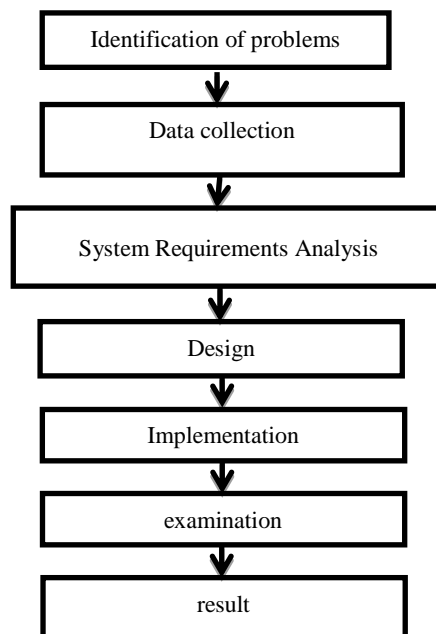 Identification of problems
Data collection
System Requirements Analysis
Design
Implementation
examination
result